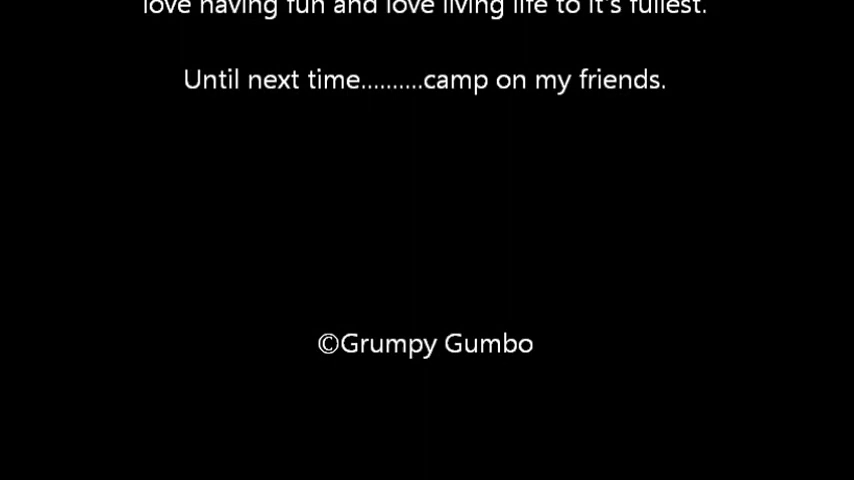 love having fun and love living life to it's fullest.
Until next time..........camp on my friends.
©Grumpy Gumbo